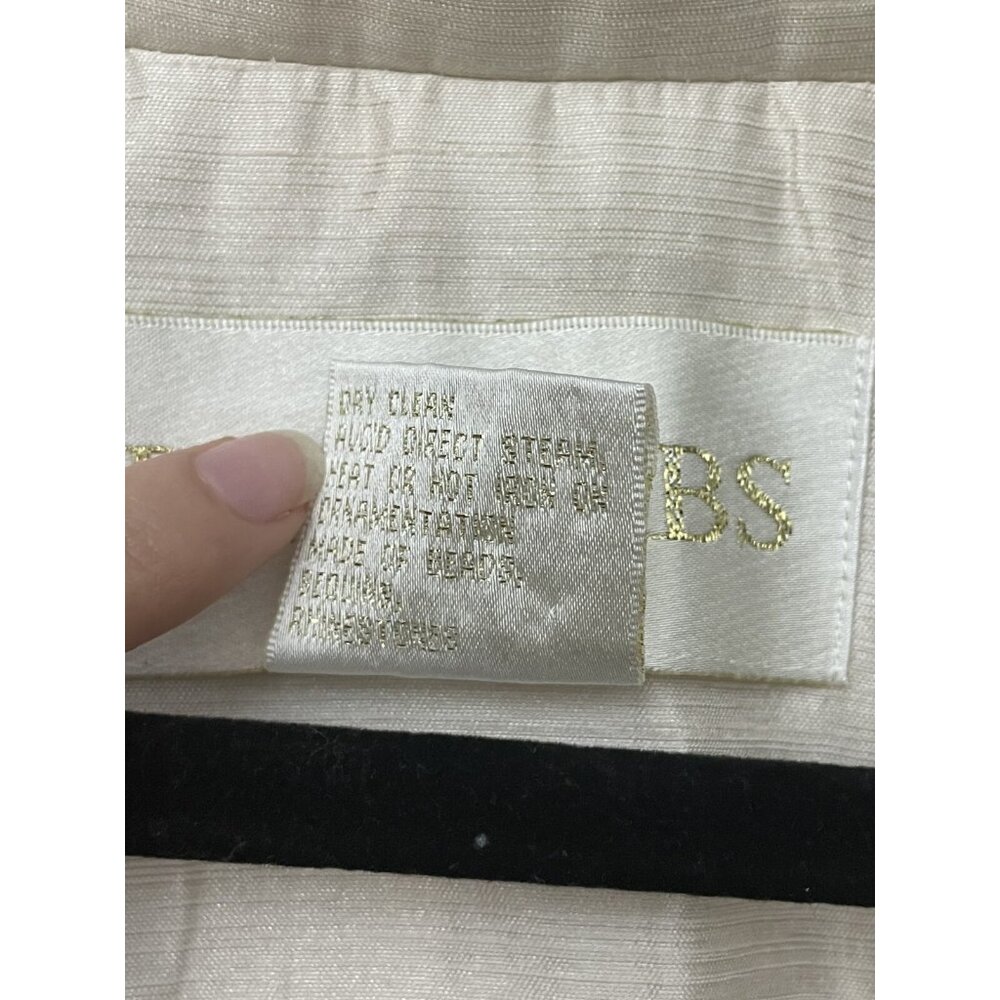 DRY CLEAN
AVOID DIRECT STEAM,
HEAT OR HOT IRON ON
ORNAMENTATION
MADE OF BEADS,
SEQUINS,
RHINESTONES
BS